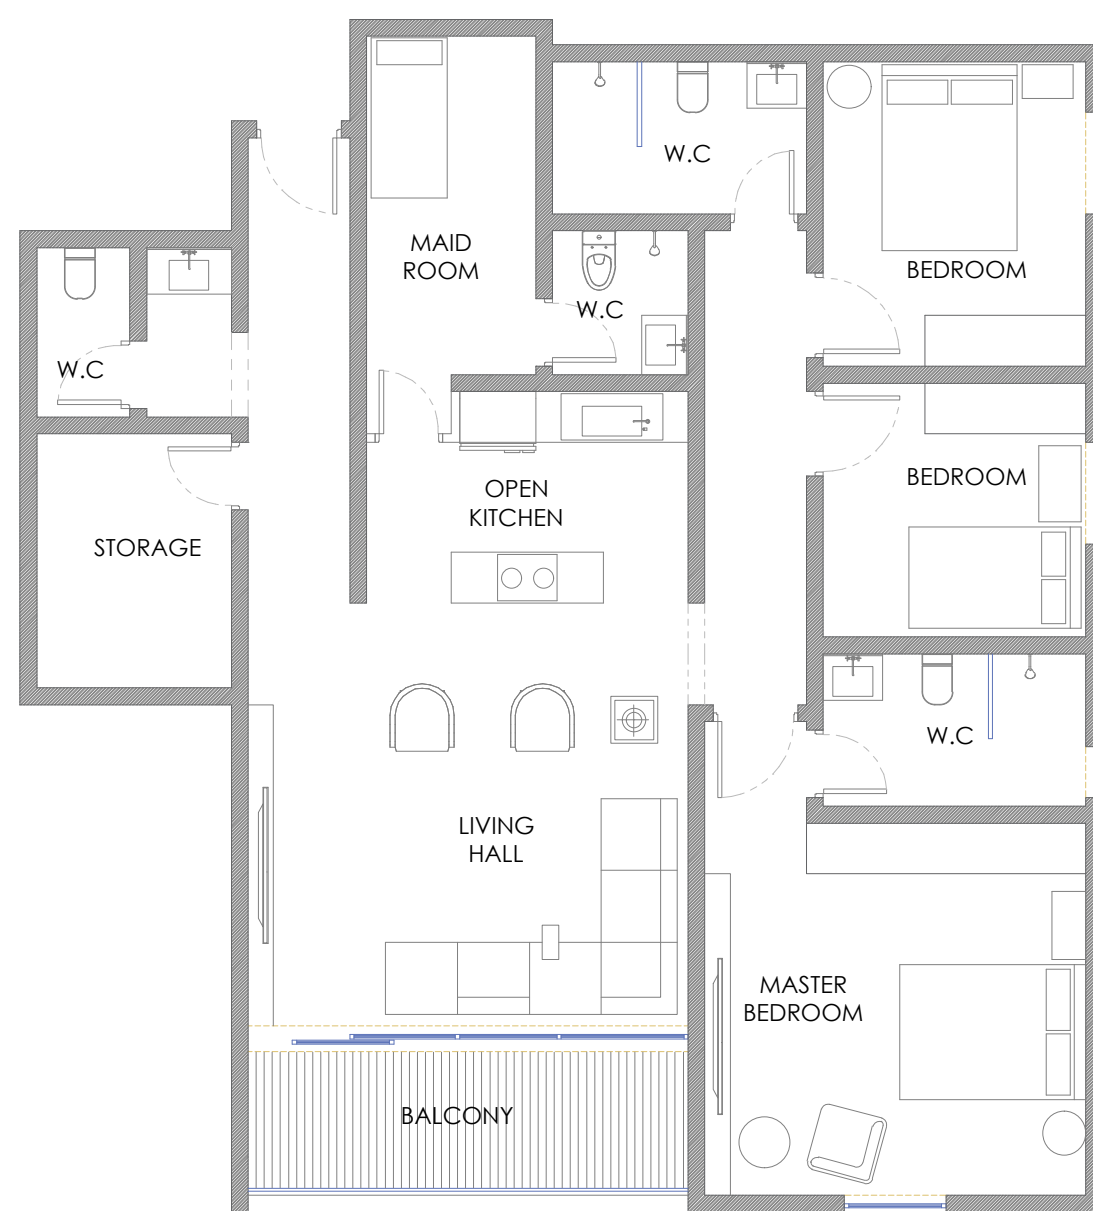 W.C
MAID
ROOM
BEDROOM
W.C
W.C
BEDROOM
OPEN
KITCHEN
STORAGE
W.C
LIVING
HALL
MASTER
BEDROOM
BALCONY